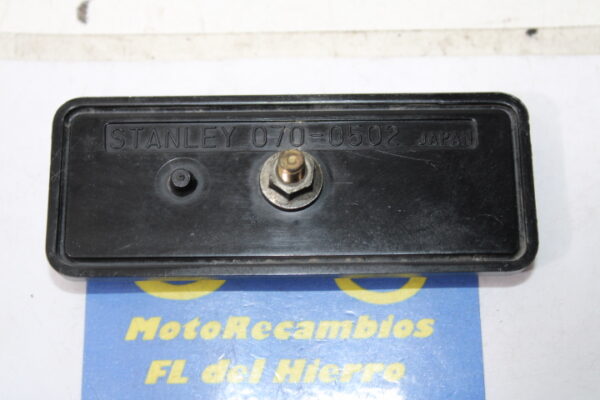 STANLEY 070-0502 JAPAN
MotoRecambios
FL del Hierro